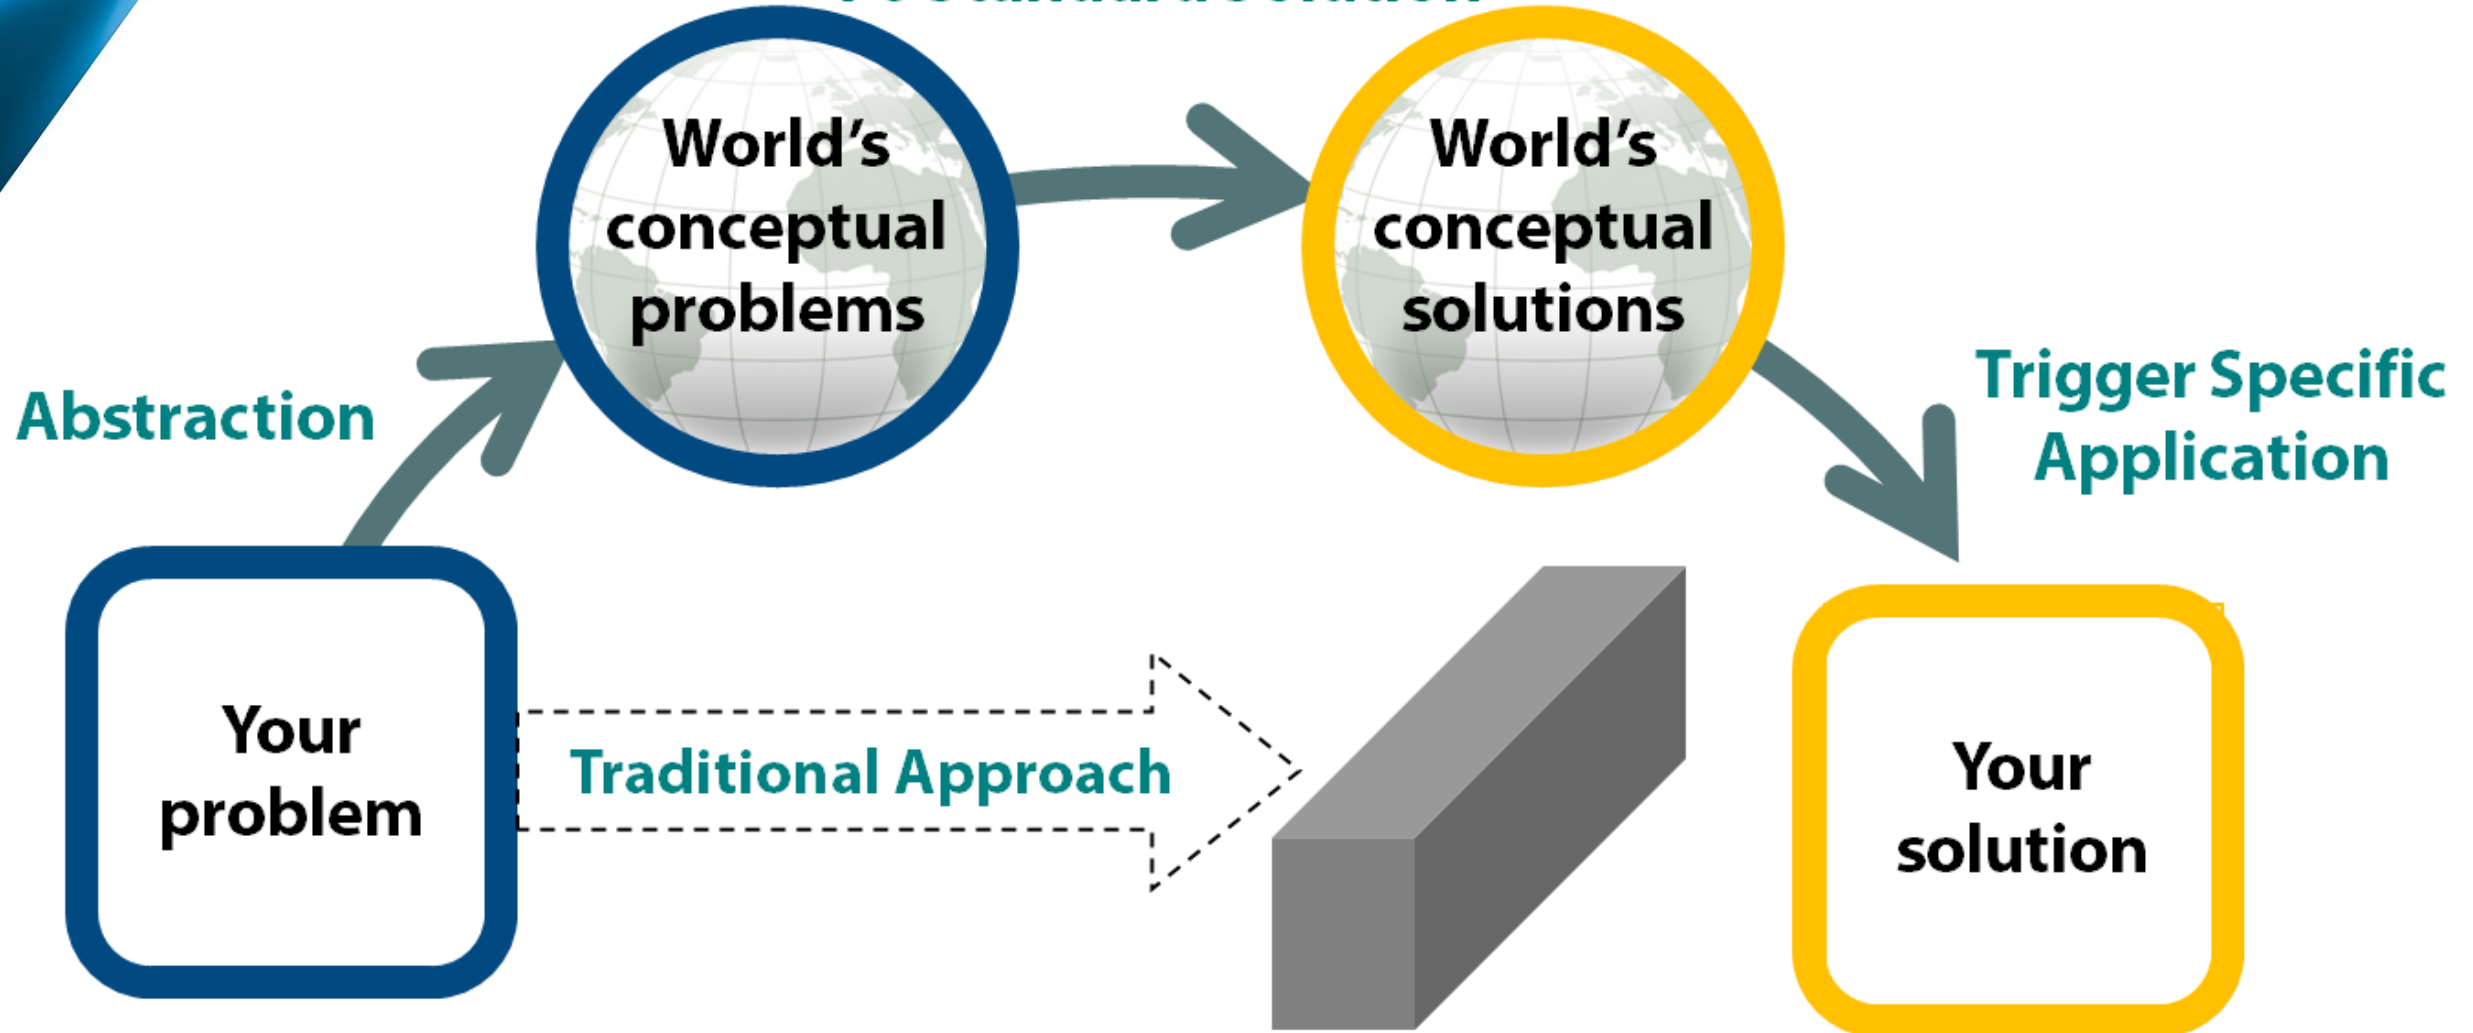 World's
conceptual
problems
World's
conceptual
solutions
Abstraction
Trigger Specific
Application
Your
problem
Traditional Approach
Your
solution